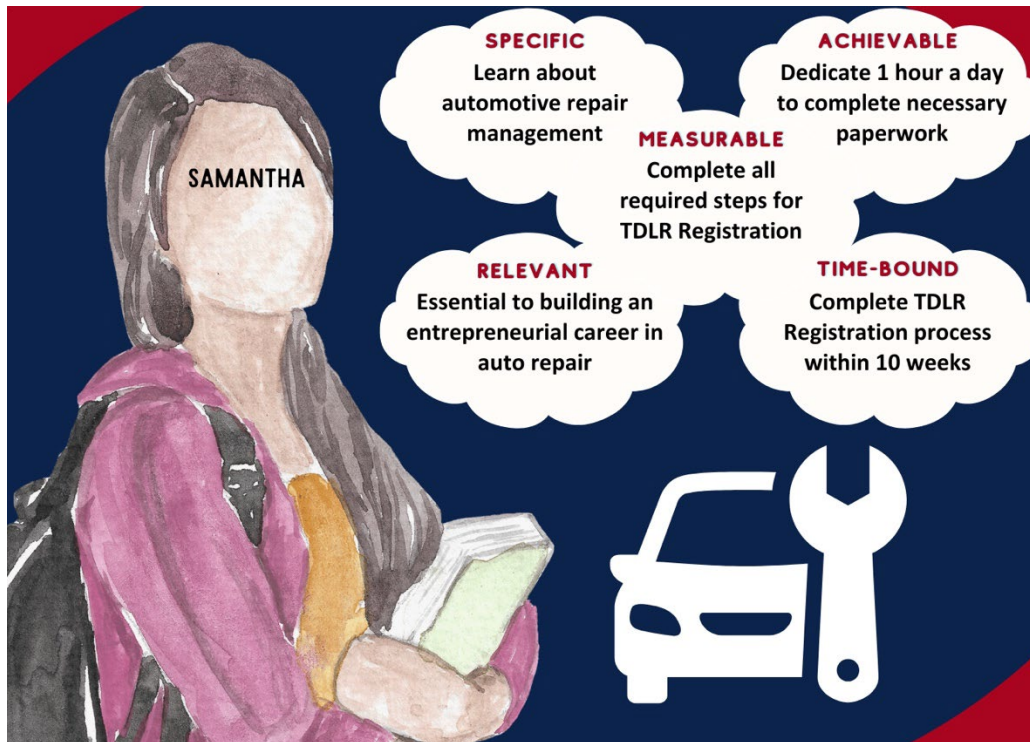 SAMANTHA
SPECIFIC
Learn about
automotive repair
management
MEASURABLE
Complete all
required steps for
TDLR Registration
ACHIEVABLE
Dedicate 1 hour a day
to complete necessary
paperwork
RELEVANT
Essential to building an
entrepreneurial career in
auto repair
TIME-BOUND
Complete TDLR
Registration process
within 10 weeks